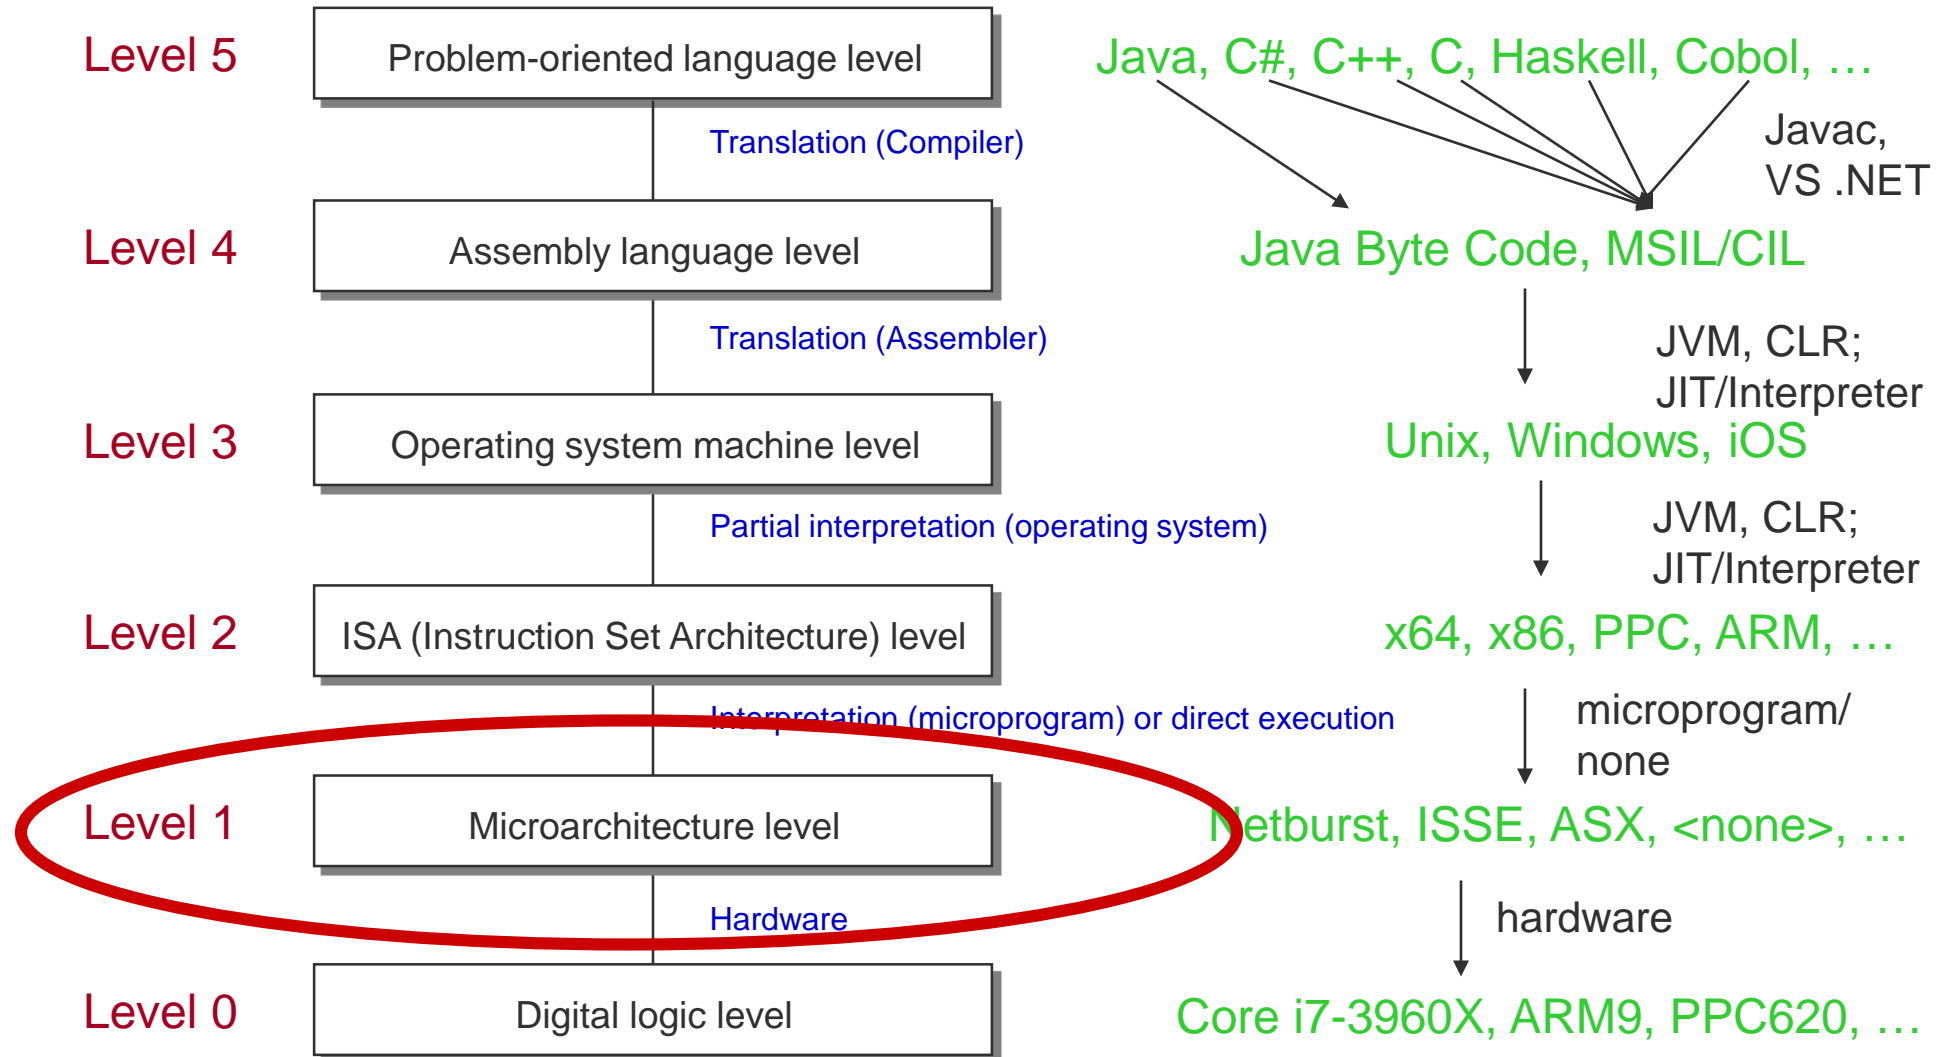 Level 5
Problem-oriented language level
Java, C#, C++, C, Haskell, Cobol, …
Translation (Compiler)
Javac,
VS .NET
Level 4
Assembly language level
Java Byte Code, MSIL/CIL
Translation (Assembler)
JVM, CLR;
JIT/Interpreter
Level 3
Operating system machine level
Unix, Windows, iOS
Partial interpretation (operating system)
JVM, CLR;
JIT/Interpreter
Level 2
ISA (Instruction Set Architecture) level
x64, x86, PPC, ARM, …
Interpretation (microprogram) or direct execution
microprogram/
none
Level 1
Microarchitecture level
Netburst, ISSE, ASX, <none>, …
Hardware
hardware
Level 0
Digital logic level
Core i7-3960X, ARM9, PPC620, …